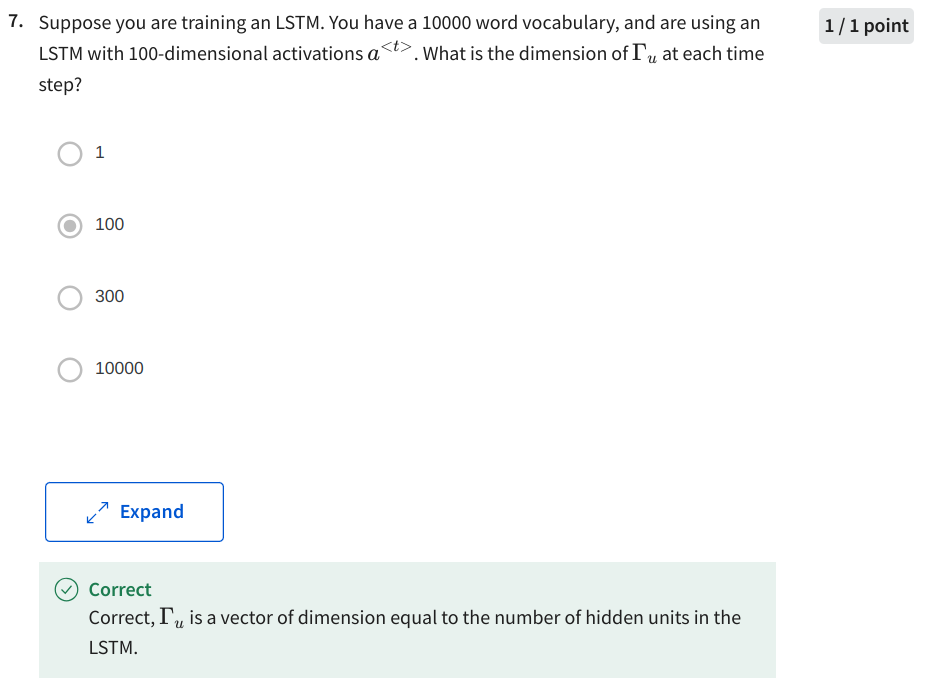 7. Suppose you are training an LSTM. You have a 10000 word vocabulary, and are using an
1 / 1 point
LSTM with 100-dimensional activations a<t>. What is the dimension of Γu at each time
step?
1
100
300
10000
Expand
Correct
Correct, Γu is a vector of dimension equal to the number of hidden units in the
LSTM.